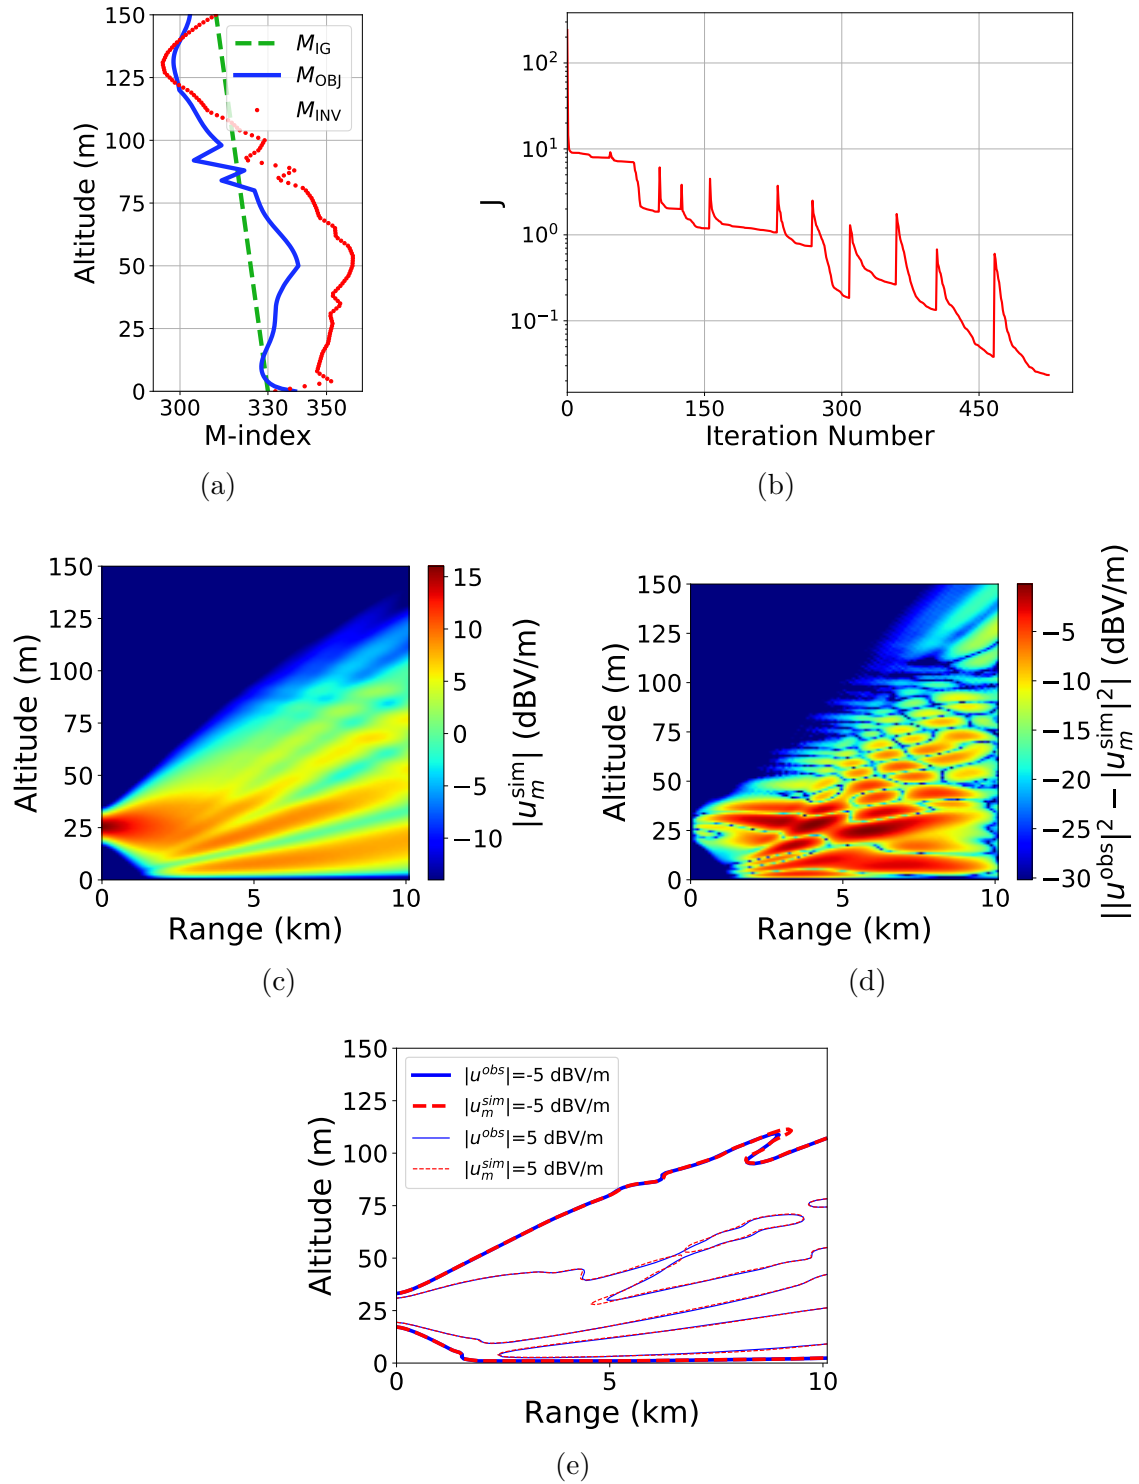 150
125
100
75
50
25
0
Altitude (m)
300
330
350
M-index
M_IG
M_OBJ
M_INV
(a)
10^2
10^1
10^0
10^−1
J
0
150
300
450
Iteration Number
(b)
150
125
100
75
50
25
0
Altitude (m)
0
5
10
Range (km)
15
10
5
0
−5
−10
|u_m^sim| (dBV/m)
(c)
150
125
100
75
50
25
0
Altitude (m)
0
5
10
Range (km)
−5
−10
−15
−20
−25
−30
||u^obs|^2 − |u_m^sim|^2| (dBV/m)
(d)
150
125
100
75
50
25
0
Altitude (m)
|u^obs|=-5 dBV/m
|u_m^sim|=-5 dBV/m
|u^obs|=5 dBV/m
|u_m^sim|=5 dBV/m
0
5
10
Range (km)
(e)